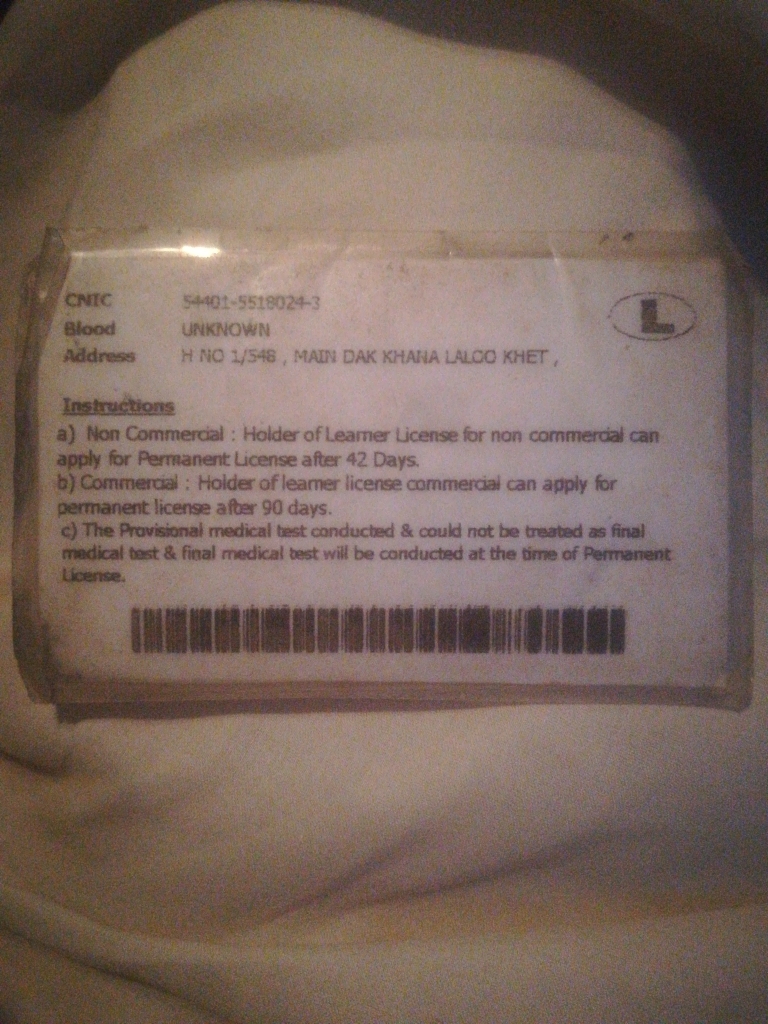 CNIC 54401-5518024-3
L
Blood UNKNOWN
Address H NO 1/548 , MAIN DAK KHANA LALOO KHET ,
Instructions
a) Non Commercial : Holder of Learner License for non commercial can
apply for Permanent License after 42 Days.
b) Commercial : Holder of learner license commercial can apply for
permanent license after 90 days.
c) The Provisional medical test conducted & could not be treated as final
medical test & final medical test will be conducted at the time of Permanent
License.